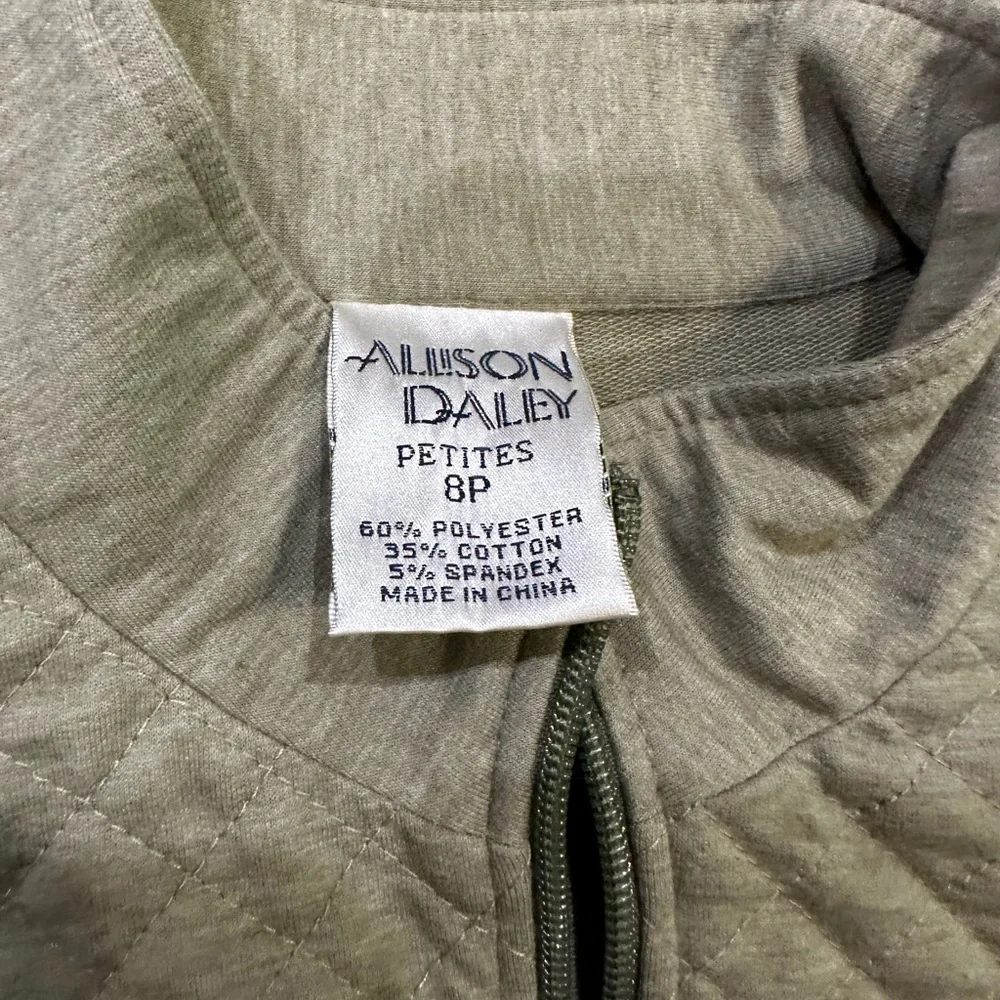 ALLISON
DALEY
PETITES
8P
60% POLYESTER
35% COTTON
5% SPANDEX
MADE IN CHINA